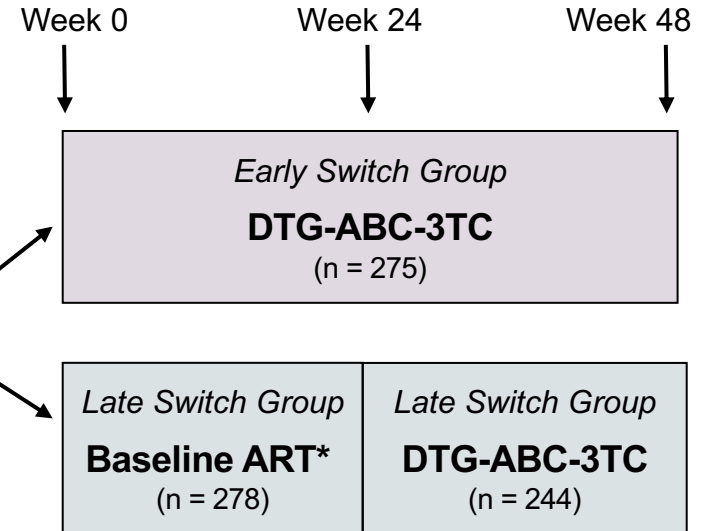 Week 0 Week 24 Week 48
Early Switch Group
DTG-ABC-3TC
(n = 275)
Late Switch Group
Baseline ART*
(n = 278)
Late Switch Group
DTG-ABC-3TC
(n = 244)